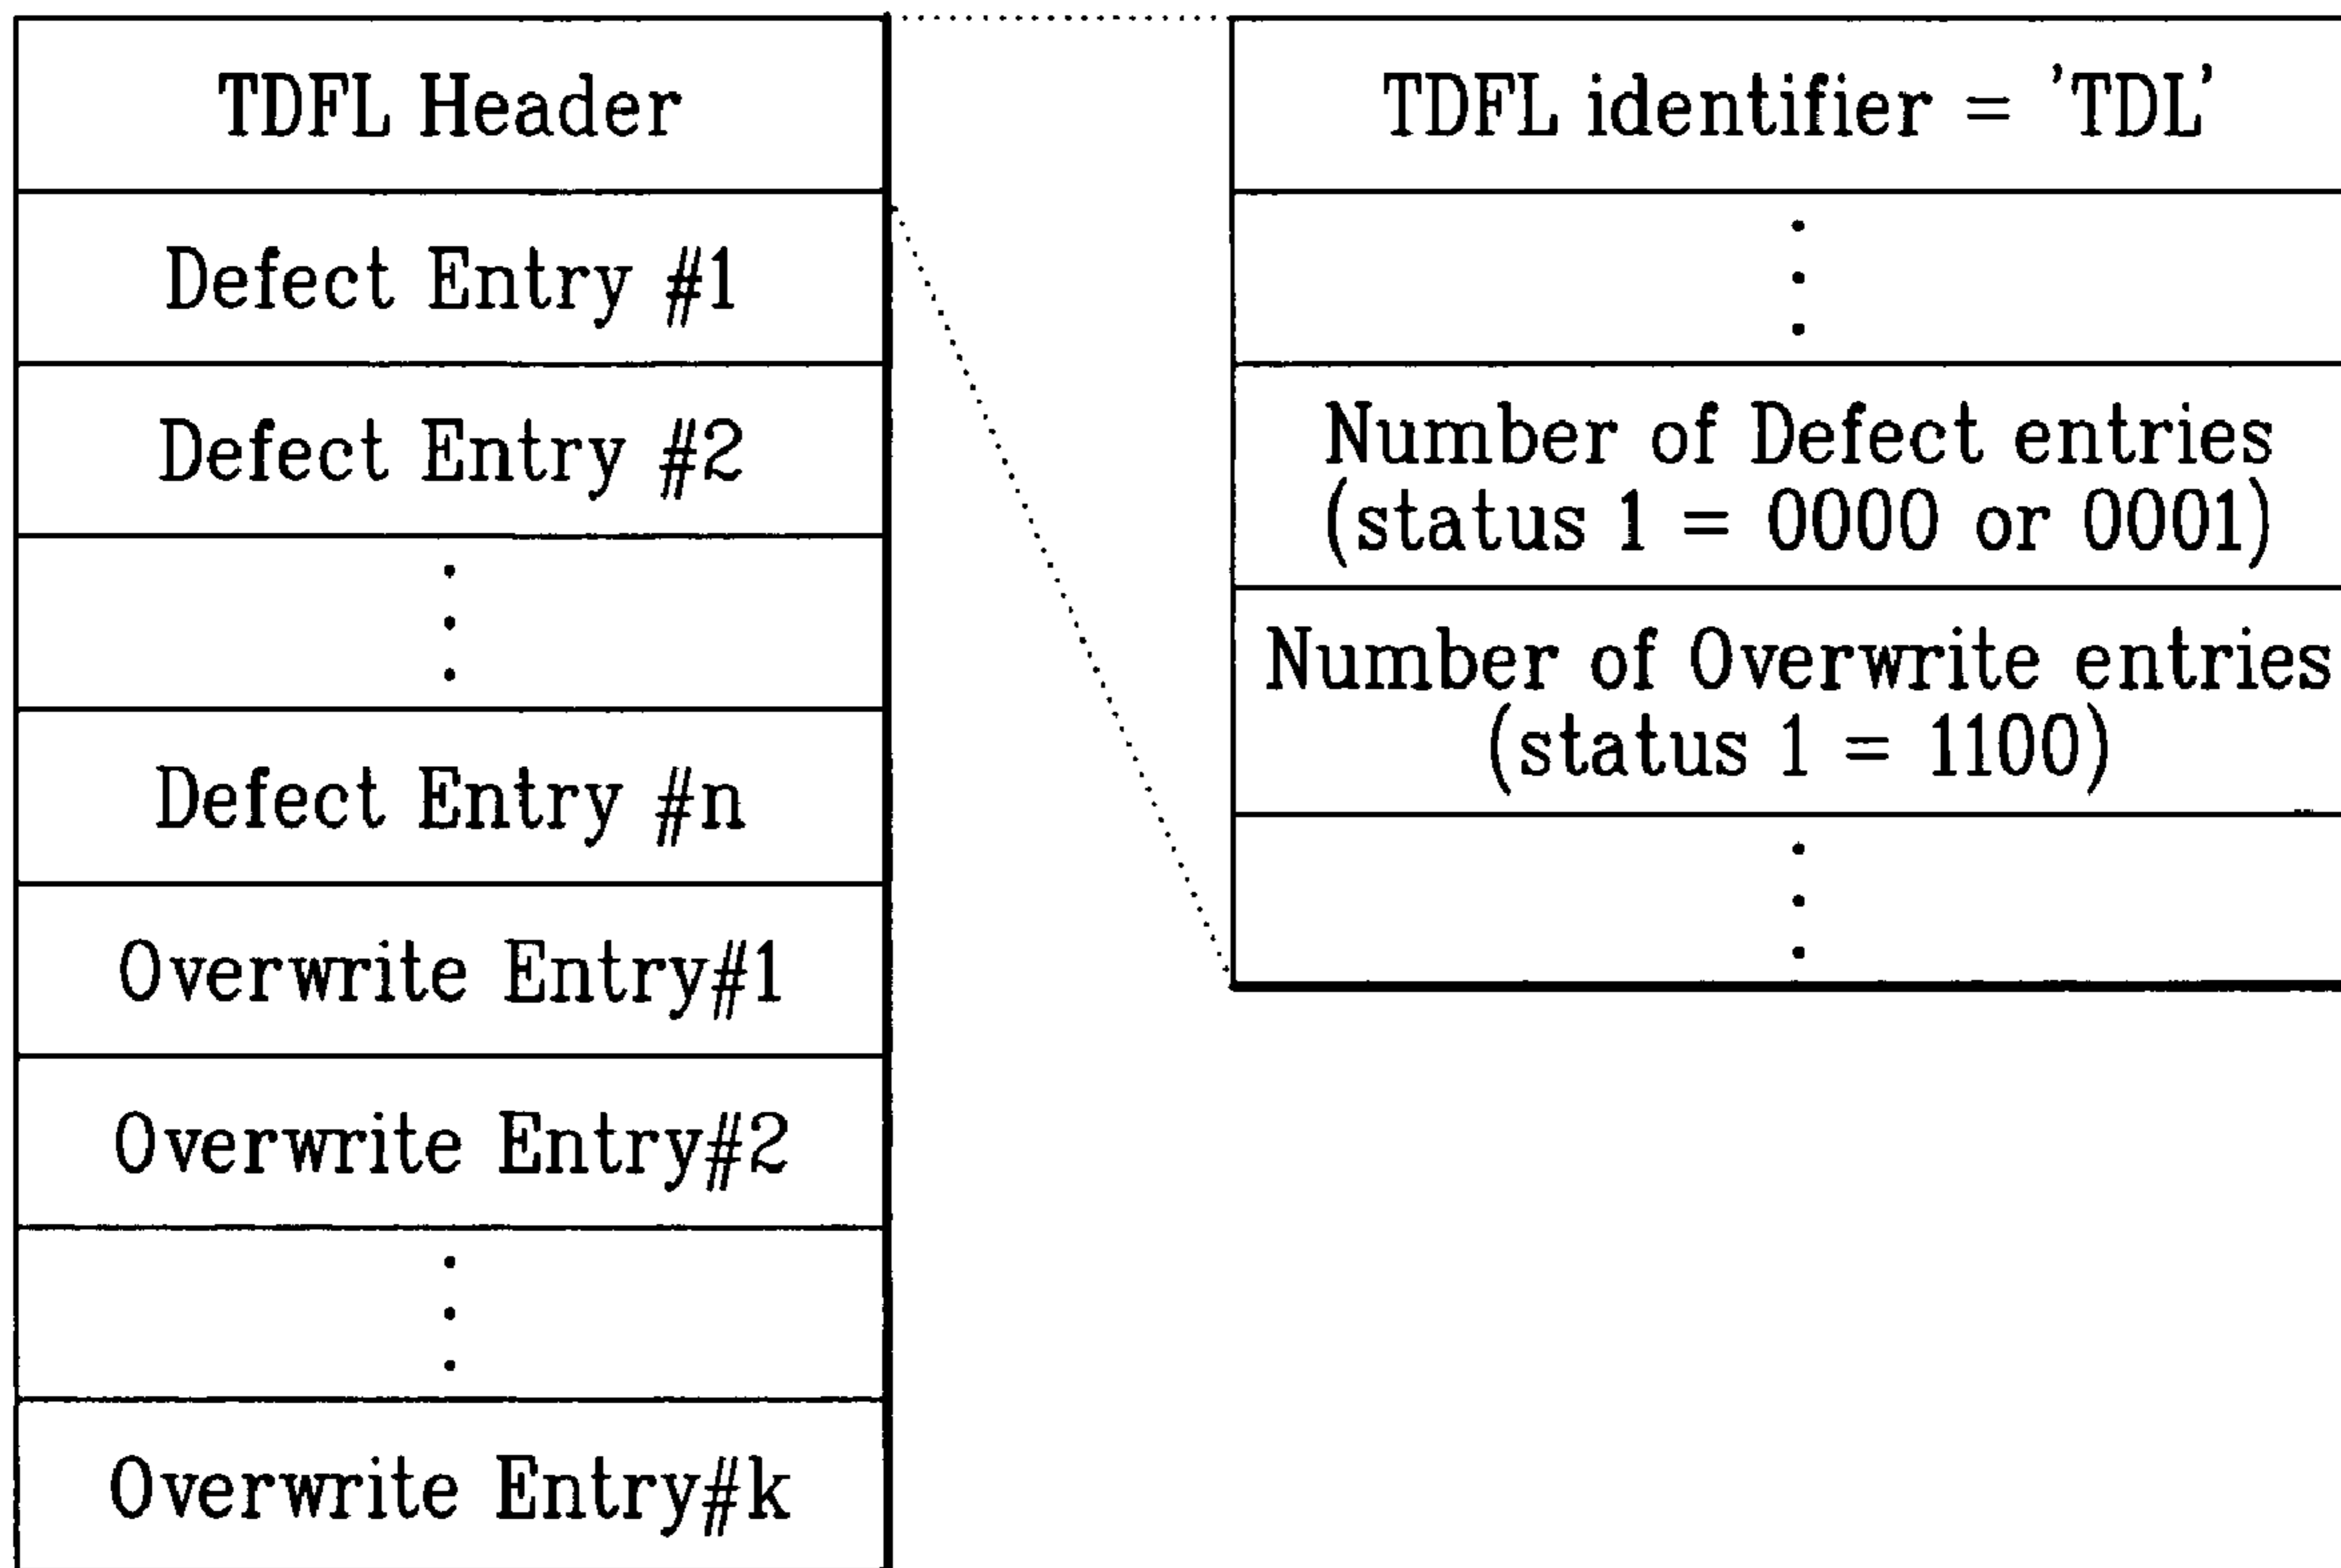 TDFL Header
Defect Entry #1
Defect Entry #2
Defect Entry #n
Overwrite Entry#1
Overwrite Entry#2
Overwrite Entry#k
TDFL identifier = 'TDL'
Number of Defect entries
(status 1 = 0000 or 0001)
Number of Overwrite entries
(status 1 = 1100)